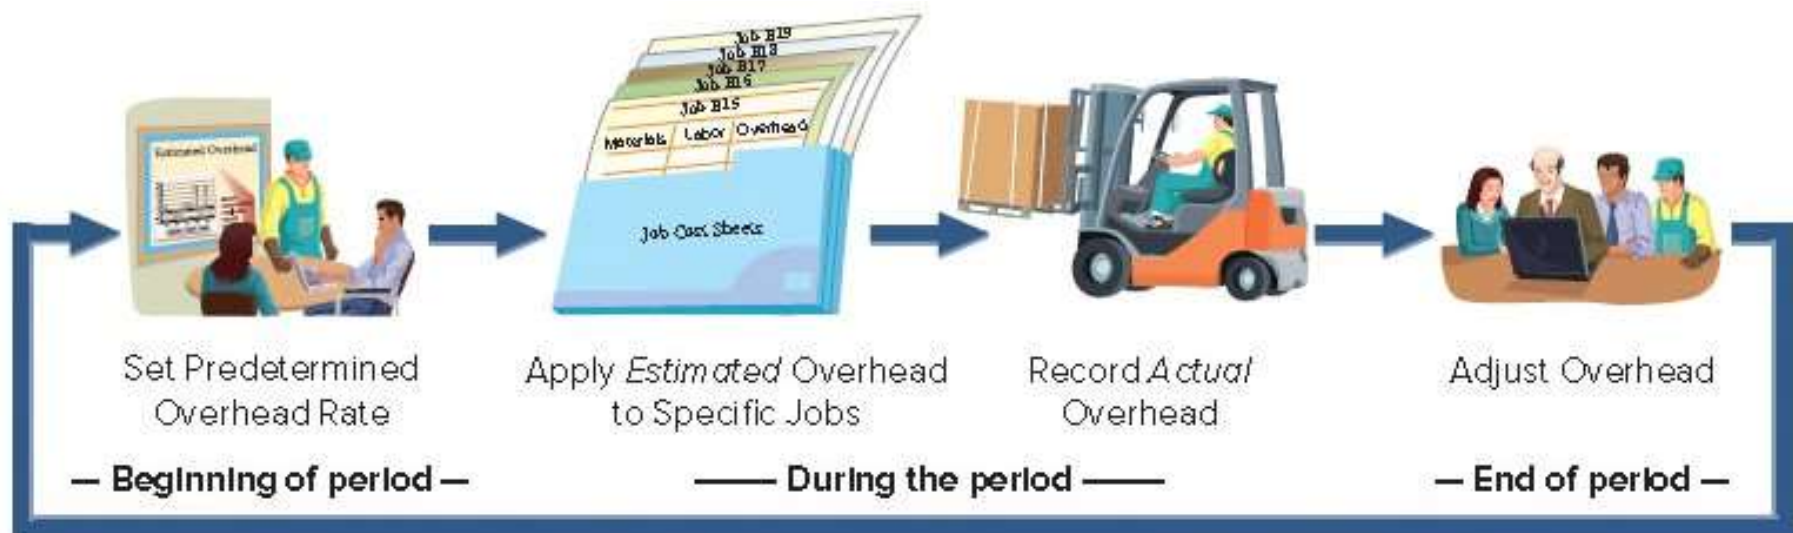 Estimated Overhead
Job B19
Job B18
Job B17
Job B16
Job B15
Materials Labor Overhead
Job Cost Sheets
Set Predetermined
Overhead Rate
Apply Estimated Overhead
to Specific Jobs
Record Actual
Overhead
Adjust Overhead
— Beginning of period —
— During the period —
— End of period —